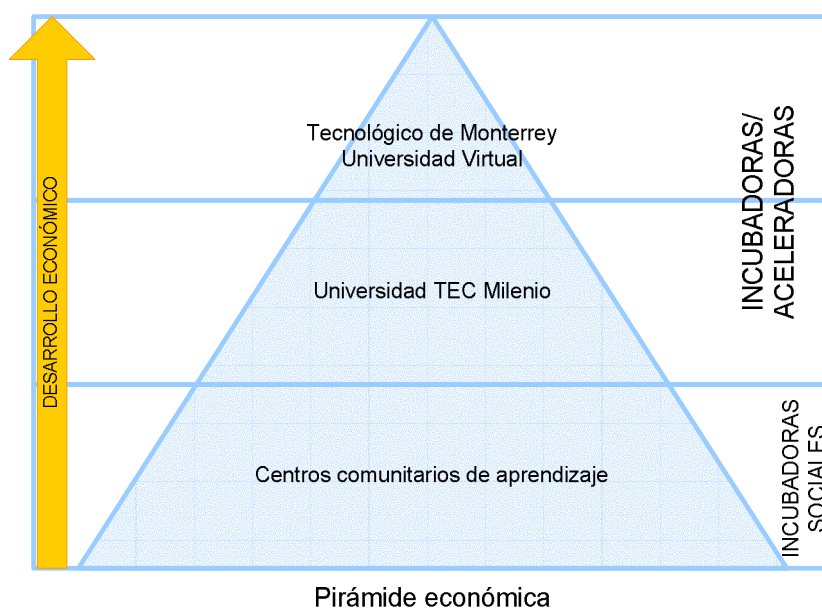 Tecnológico de Monterrey
Universidad Virtual
Universidad TEC Milenio
Centros comunitarios de aprendizaje
DESARROLLO ECONÓMICO
INCUBADORAS/
ACELERADORAS
INCUBADORAS
SOCIALES
Pirámide económica